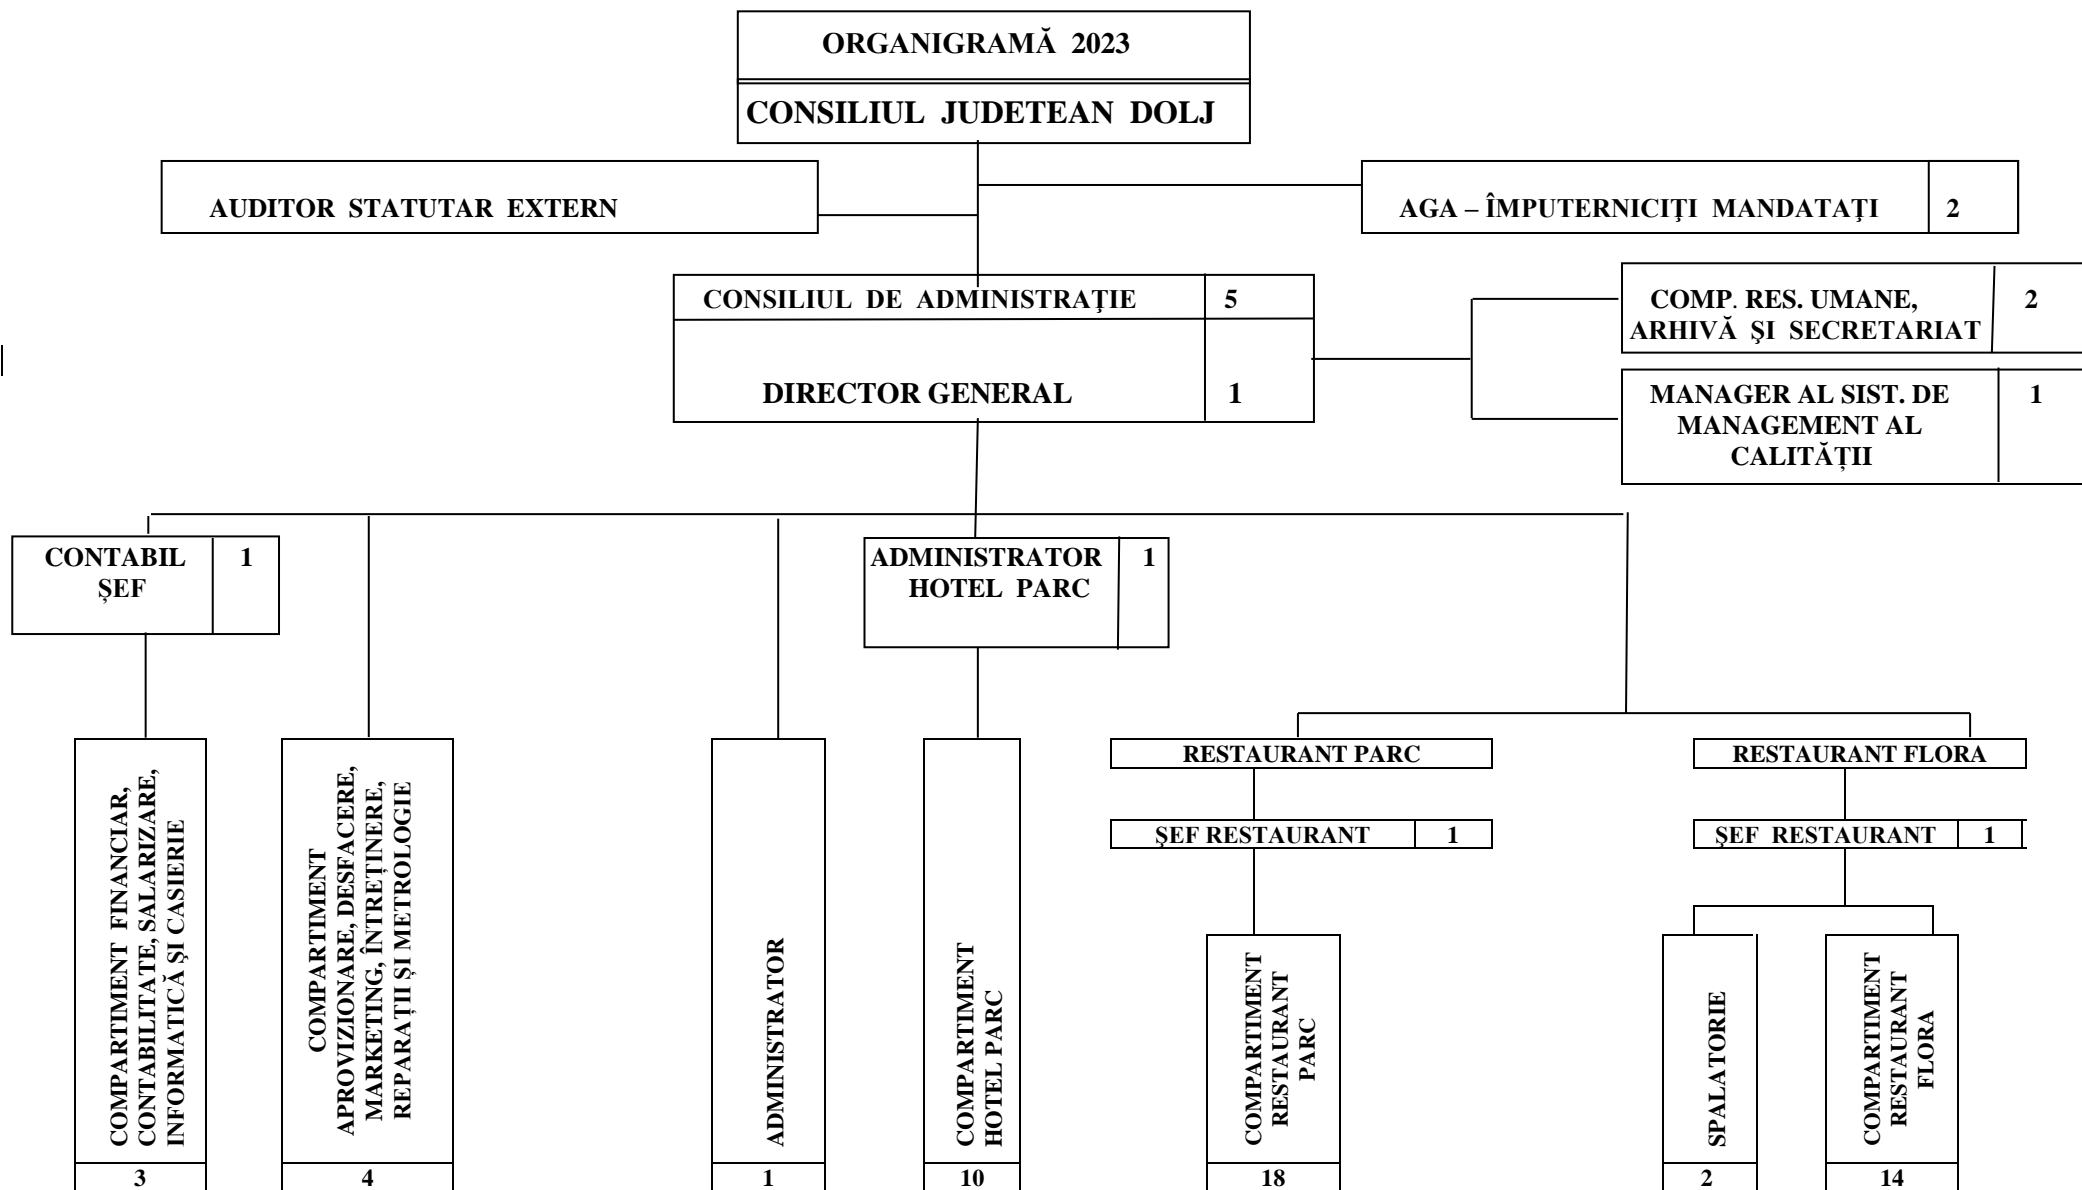 ORGANIGRAMĂ 2023
CONSILIUL JUDETEAN DOLJ
AUDITOR STATUTAR EXTERN
AGA – ÎMPUTERNICIŢI MANDATAŢI 2
CONSILIUL DE ADMINISTRAŢIE 5
DIRECTOR GENERAL 1
COMP. RES. UMANE, 2
ARHIVĂ ŞI SECRETARIAT
MANAGER AL SIST. DE 1
MANAGEMENT AL
CALITĂȚII
CONTABIL 1
ȘEF
ADMINISTRATOR 1
HOTEL PARC
COMPARTIMENT FINANCIAR,
CONTABILITATE, SALARIZARE,
INFORMATICĂ ŞI CASIERIE
3
COMPARTIMENT
APROVIZIONARE, DESFACERE,
MARKETING, ÎNTREȚINERE,
REPARAȚII ȘI METROLOGIE
4
ADMINISTRATOR
1
COMPARTIMENT
HOTEL PARC
10
RESTAURANT PARC
ŞEF RESTAURANT 1
COMPARTIMENT
RESTAURANT
PARC
18
RESTAURANT FLORA
ŞEF RESTAURANT 1
SPALATORIE
2
COMPARTIMENT
RESTAURANT
FLORA
14